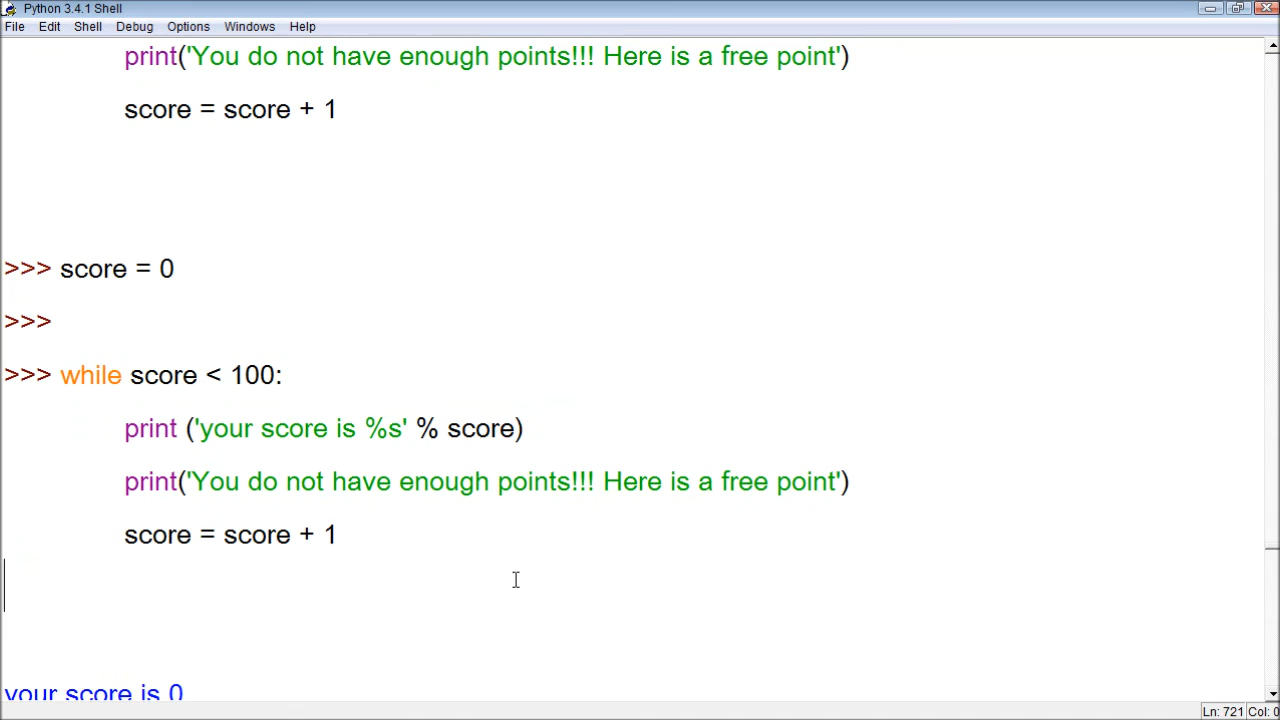 Python 3.4.1 Shell
File Edit Shell Debug Options Windows Help
print('You do not have enough points!!! Here is a free point')
score = score + 1
>>> score = 0
>>>
>>> while score < 100:
print ('your score is %s' % score)
print('You do not have enough points!!! Here is a free point')
score = score + 1
your score is 0
Ln: 721 Col: 0